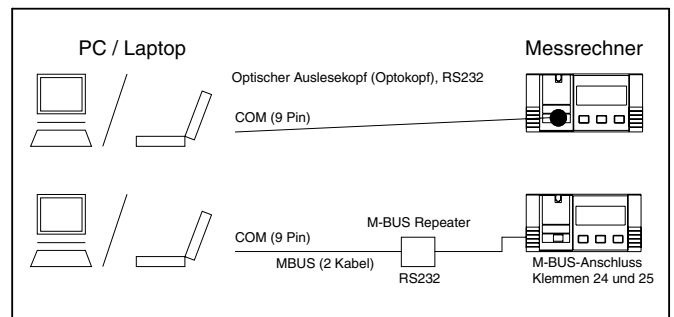 PC / Laptop
Messrechner
Optischer Auslesekopf (Optokopf), RS232
COM (9 Pin)
M-BUS Repeater
COM (9 Pin)
MBUS (2 Kabel)
RS232
M-BUS-Anschluss
Klemmen 24 und 25